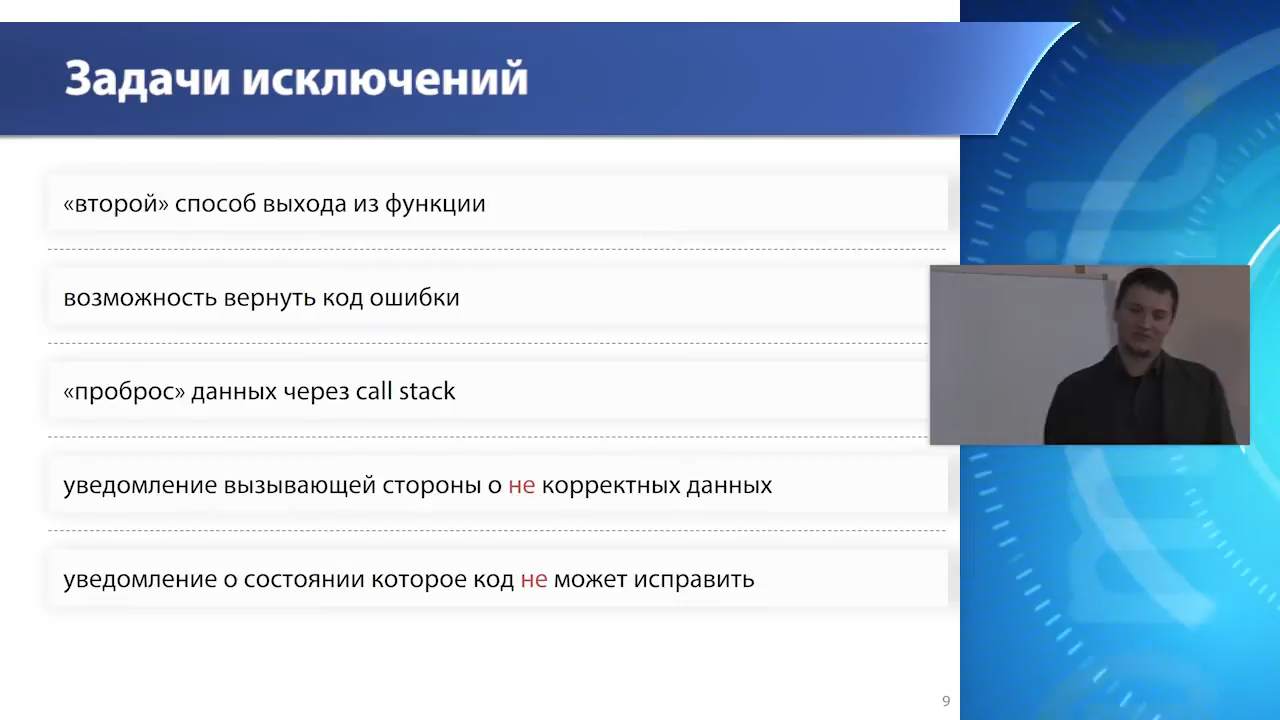 Задачи исключений
«второй» способ выхода из функции
возможность вернуть код ошибки
«проброс» данных через call stack
уведомление вызывающей стороны о не корректных данных
уведомление о состоянии которое код не может исправить
9